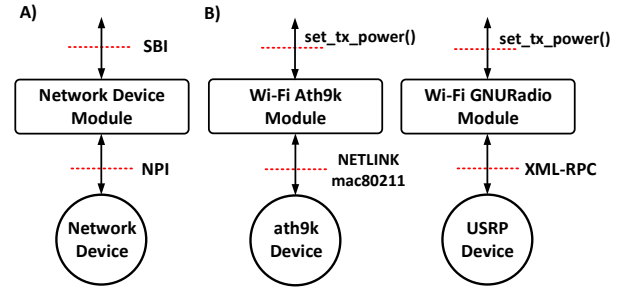 A)
SBI
Network Device
Module
NPI
Network
Device
B)
set_tx_power()
Wi-Fi Ath9k
Module
NETLINK
mac80211
ath9k
Device
set_tx_power()
Wi-Fi GNURadio
Module
XML-RPC
USRP
Device